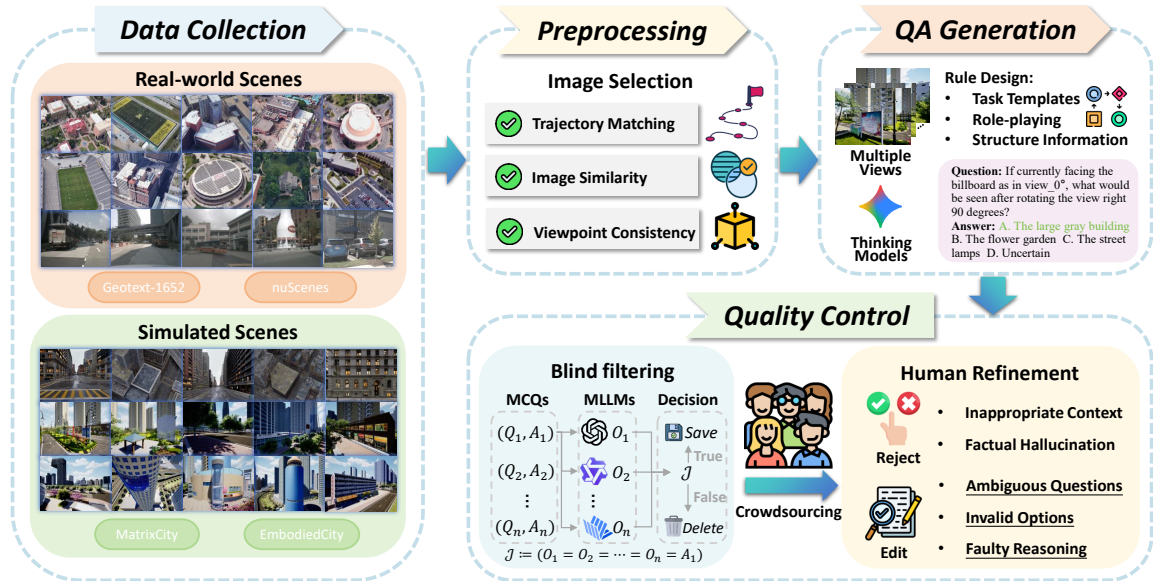 Data Collection
Real-world Scenes
Geotext-1652
nuScenes
Simulated Scenes
MatrixCity
EmbodiedCity
Preprocessing
Image Selection
Trajectory Matching
Image Similarity
Viewpoint Consistency
QA Generation
Multiple
Views
Thinking
Models
Rule Design:
• Task Templates
• Role-playing
• Structure Information
Question: If currently facing the
billboard as in view_0°, what would
be seen after rotating the view right
90 degrees?
Answer: A. The large gray building
B. The flower garden C. The street
lamps D. Uncertain
Quality Control
Blind filtering
MCQs MLLMs Decision
(Q₁, A₁) O₁ Save
True
(Q₂, A₂) O₂ 𝒥
⋮ ⋮ False
(Qₙ, Aₙ) Oₙ Delete
𝒥 ≔ (O₁ = O₂ = ⋯ = Oₙ = A₁)
Crowdsourcing
Human Refinement
Reject
• Inappropriate Context
• Factual Hallucination
Edit
• Ambiguous Questions
• Invalid Options
• Faulty Reasoning